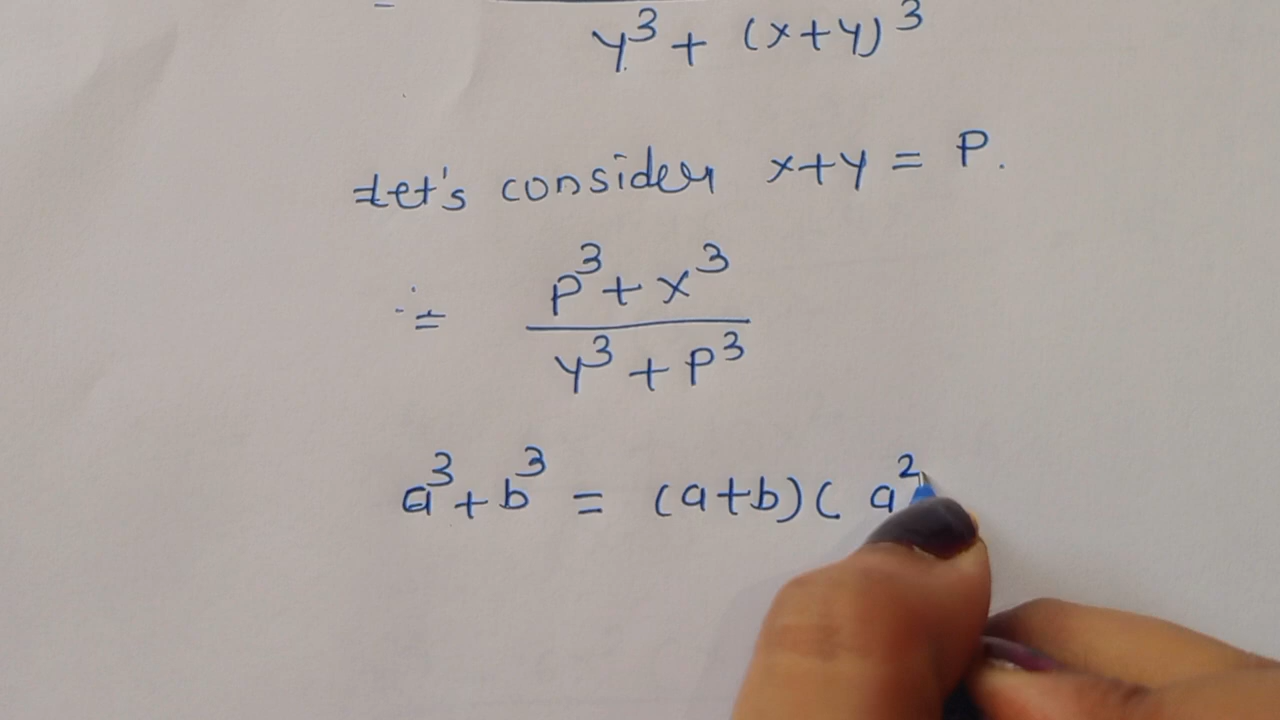 =
y³ + (x+y)³
Let's consider x+y = P.
∴ =
P³ + x³
y³ + P³
a³ + b³ = (a+b)( a²